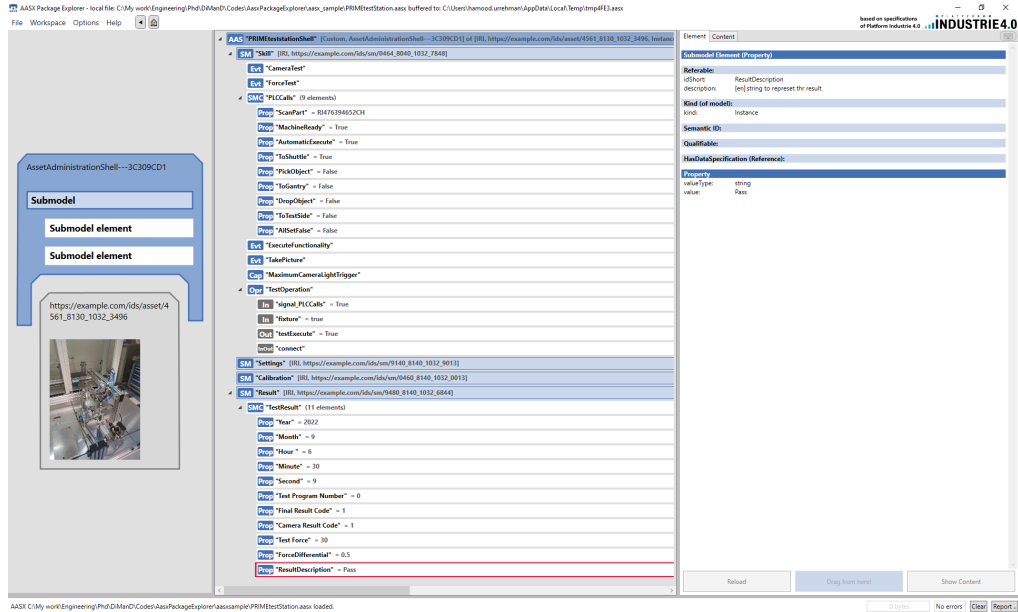 AASX Package Explorer - local file: C:\My work\Engineering\Phd\DiManD\Codes\AasxPackageExplorer\aasx_sample\PRIMEtestStation.aasx buffered to: C:\Users\hamood.urrehman\AppData\Local\Temp\tmp4FE3.aasx
File Workspace Options Help
based on specifications
of Platform Industrie 4.0
PLATTFORM
INDUSTRIE4.0
AssetAdministrationShell---3C309CD1
Submodel
Submodel element
Submodel element
https://example.com/ids/asset/4
561_8130_1032_3496
AAS "PRIMEteststationShell" [Custom, AssetAdministrationShell---3C309CD1] of [IRI, https://example.com/ids/asset/4561_8130_1032_3496, Instanc
SM "Skill" [IRI, https://example.com/ids/sm/0464_8040_1032_7848]
Evt "CameraTest"
Evt "ForceTest"
SMC "PLCCalls" (9 elements)
Prop "ScanPart" = RI476394652CH
Prop "MachineReady" = True
Prop "AutomaticExecute" = True
Prop "ToShuttle" = True
Prop "PickObject" = False
Prop "ToGantry" = False
Prop "DropObject" = False
Prop "ToTestSide" = False
Prop "AllSetFalse" = False
Evt "ExecuteFunctionality"
Evt "TakePicture"
Cap "MaximumCameraLightTrigger"
Opr "TestOperation"
In "signal_PLCCalls" = True
In "fixture" = true
Out "testExecute" = True
InOut "connect"
SM "Settings" [IRI, https://example.com/ids/sm/9140_8140_1032_9013]
SM "Calibration" [IRI, https://example.com/ids/sm/0460_8140_1032_0013]
SM "Result" [IRI, https://example.com/ids/sm/9480_8140_1032_6844]
SMC "TestResult" (11 elements)
Prop "Year" = 2022
Prop "Month" = 9
Prop "Hour " = 6
Prop "Minute" = 30
Prop "Second" = 9
Prop "Test Program Number" = 0
Prop "Final Result Code" = 1
Prop "Camera Result Code" = 1
Prop "Test Force" = 30
Prop "ForceDifferential" = 0.5
Prop "ResultDescription" = Pass
Element Content
Submodel Element (Property)
Referable:
idShort: ResultDescription
description: [en] string to represet thr result
Kind (of model):
kind: Instance
Semantic ID:
Qualifiable:
HasDataSpecification (Reference):
Property
valueType: string
value: Pass
Reload Drag from here! Show Content
AASX C:\My work\Engineering\Phd\DiManD\Codes\AasxPackageExplorer\aasxsample\PRIMEtestStation.aasx loaded.
0 bytes No errors Clear Report..